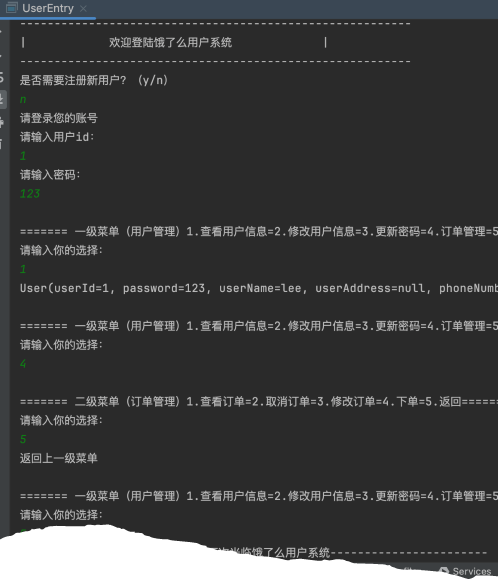 UserEntry ×
---------------------------------------------------------
|            欢迎登陆饿了么用户系统             |
---------------------------------------------------------
是否需要注册新用户? （y/n）
n
请登录您的账号
请输入用户id:
1
请输入密码:
123
======= 一级菜单（用户管理）1.查看用户信息=2.修改用户信息=3.更新密码=4.订单管理=5
请输入你的选择:
1
User(userId=1, password=123, userName=lee, userAddress=null, phoneNumb
======= 一级菜单（用户管理）1.查看用户信息=2.修改用户信息=3.更新密码=4.订单管理=5
请输入你的选择:
4
======= 二级菜单（订单管理）1.查看订单=2.取消订单=3.修改订单=4.下单=5.返回======
请输入你的选择:
5
返回上一级菜单
======= 一级菜单（用户管理）1.查看用户信息=2.修改用户信息=3.更新密码=4.订单管理=5
请输入你的选择:
临饿了么用户系统-----------------------
Services